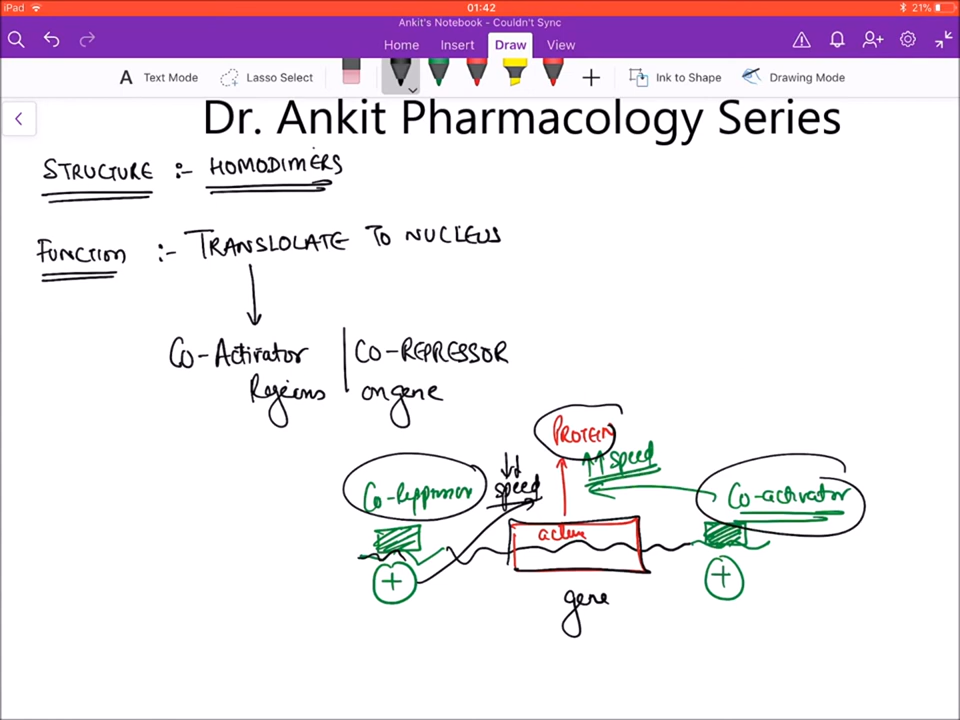 iPad 01:42 21%
Ankit's Notebook - Couldn't Sync
Home Insert Draw View
A Text Mode Lasso Select + Ink to Shape Drawing Mode
Dr. Ankit Pharmacology Series
STRUCTURE :- HOMODIMERS
FUNCTION :- TRANSLOLATE TO NUCLEUS
Co-Activator | CO-REPRESSOR
Regions on gene
PROTEIN
↑↑ speed
↓↓
speed
Co-Reppressor
Co-activator
active
+
+
gene